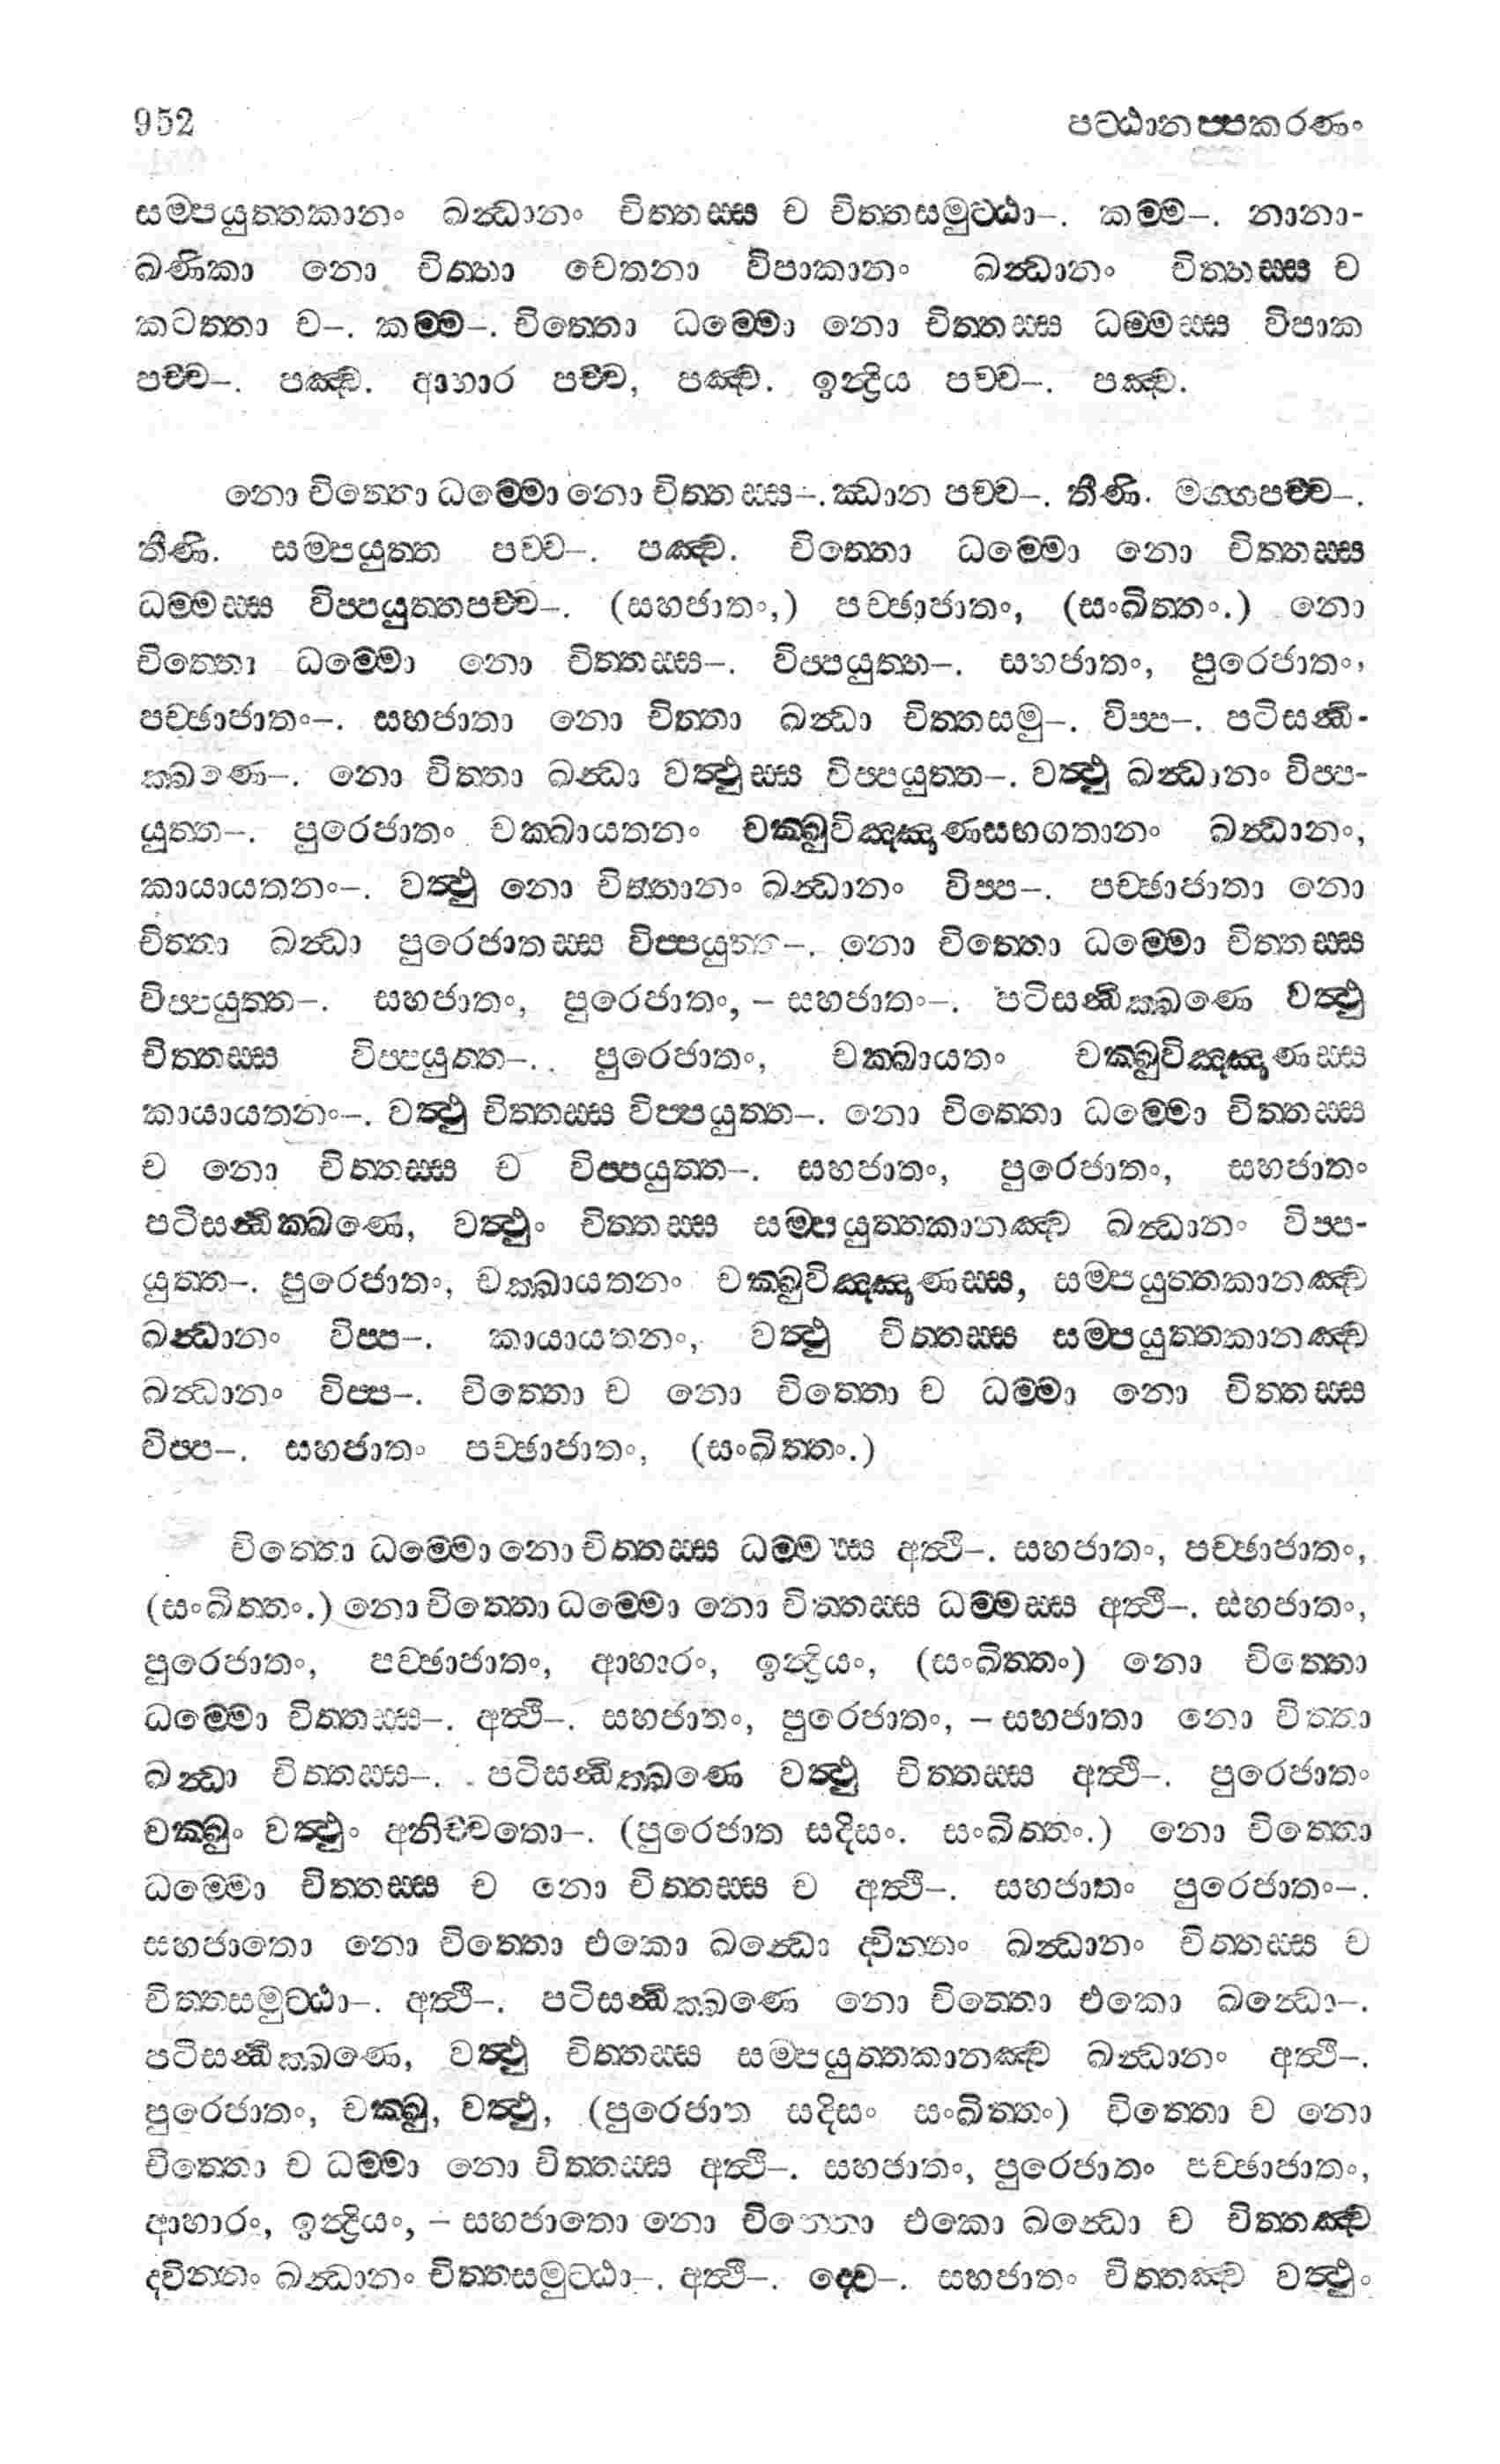 952 පට්ඨානප්පකරණං
සම්පයුත්තකානං ඛන්ධානං චිත්තස්ස ච චිත්තසමුට්ඨා–. කම්ම–. නානා-
ඛණිකා නො චිත්තා චෙතනා විපාකානං ඛන්ධානං චිත්තස්ස ච
කටත්තා ච–. කම්ම–. චිත්තො ධම්මො නො චිත්තස්ස ධම්මස්ස විපාක
පච්ච–. පඤ්ච. ආහාර පච්ච, පඤ්ච. ඉන්ද්‍රිය පච්ච–. පඤ්ච.
නො චිත්තො ධම්මො නො චිත්තස්ස–. ඣාන පච්ච–. තීණි. මග්ගපච්ච–.
තීණි. සම්පයුත්ත පච්ච–. පඤ්ච. චිත්තො ධම්මො නො චිත්තස්ස
ධම්මස්ස විප්පයුත්තපච්ච–. (සහජාතං,) පච්ඡාජාතං, (සංඛිත්තං.) නො
චිත්තො ධම්මො නො චිත්තස්ස–. විප්පයුත්ත–. සහජාතං, පුරෙජාතං,
පච්ඡාජාතං–. සහජාතා නො චිත්තා ඛන්ධා චිත්තසමු–. විප්ප–. පටිසන්ධි-
ක්ඛණෙ–. නො චිත්තා ඛන්ධා වත්ථුස්ස විප්පයුත්ත–. වත්ථු ඛන්ධානං විප්ප-
යුත්ත–. පුරෙජාතං චක්ඛායතනං චක්ඛුවිඤ්ඤාණසහගතානං ඛන්ධානං,
කායායතනං–. වත්ථු නො චිත්තානං ඛන්ධානං විප්ප–. පච්ඡාජාතා නො
චිත්තා ඛන්ධා පුරෙජාතස්ස විප්පයුත්ත–. නො චිත්තො ධම්මො චිත්තස්ස
විප්පයුත්ත–. සහජාතං, පුරෙජාතං, – සහජාතං–. පටිසන්ධික්ඛණෙ වත්ථු
චිත්තස්ස විප්පයුත්ත–. පුරෙජාතං, චක්ඛායතං චක්ඛුවිඤ්ඤාණස්ස
කායායතනං–. වත්ථු චිත්තස්ස විප්පයුත්ත–. නො චිත්තො ධම්මො චිත්තස්ස
ච නො චිත්තස්ස ච විප්පයුත්ත–. සහජාතං, පුරෙජාතං, සහජාතං
පටිසන්ධික්ඛණෙ, වත්ථුං චිත්තස්ස සම්පයුත්තකානඤ්ච ඛන්ධානං විප්ප-
යුත්ත–. පුරෙජාතං, චක්ඛායතනං චක්ඛුවිඤ්ඤාණස්ස, සම්පයුත්තකානඤ්ච
ඛන්ධානං විප්ප–. කායායතනං, වත්ථු චිත්තස්ස සම්පයුත්තකානඤ්ච
ඛන්ධානං විප්ප–. චිත්තො ච නො චිත්තො ච ධම්මා නො චිත්තස්ස
විප්ප–. සහජාතං පච්ඡාජාතං, (සංඛිත්තං.)
චිත්තො ධම්මො නො චිත්තස්ස ධම්මස්ස අත්ථි–. සහජාතං, පච්ඡාජාතං,
(සංඛිත්තං.) නො චිත්තො ධම්මො නො චිත්තස්ස ධම්මස්ස අත්ථි–. සහජාතං,
පුරෙජාතං, පච්ඡාජාතං, ආහාරං, ඉන්ද්‍රියං, (සංඛිත්තං) නො චිත්තො
ධම්මො චිත්තස්ස–. අත්ථි–. සහජාතං, පුරෙජාතං, – සහජාතා නො චිත්තා
ඛන්ධා චිත්තස්ස–. පටිසන්ධික්ඛණෙ වත්ථු චිත්තස්ස අත්ථි–. පුරෙජාතං
චක්ඛුං වත්ථුං අනිච්චතො–. (පුරෙජාත සදිසං. සංඛිත්තං.) නො චිත්තො
ධම්මො චිත්තස්ස ච නො චිත්තස්ස ච අත්ථි–. සහජාතං පුරෙජාතං–.
සහජාතො නො චිත්තො එකො ඛන්ධො ද්වින්නං ඛන්ධානං චිත්තස්ස ච
චිත්තසමුට්ඨා–. අත්ථි–. පටිසන්ධික්ඛණෙ නො චිත්තො එකො ඛන්ධො–.
පටිසන්ධික්ඛණෙ, වත්ථු චිත්තස්ස සම්පයුත්තකානඤ්ච ඛන්ධානං අත්ථි–.
පුරෙජාතං, චක්ඛු, වත්ථු, (පුරෙජාත සදිසං සංඛිත්තං) චිත්තො ච නො
චිත්තො ච ධම්මා නො චිත්තස්ස අත්ථි–. සහජාතං, පුරෙජාතං පච්ඡාජාතං,
ආහාරං, ඉන්ද්‍රියං, – සහජාතො නො චිත්තො එකො ඛන්ධො ච චිත්තඤ්ච
ද්වින්නං ඛන්ධානං චිත්තසමුට්ඨා–. අත්ථි–. ද්වෙ–. සහජාතං චිත්තඤ්ච වත්ථුං